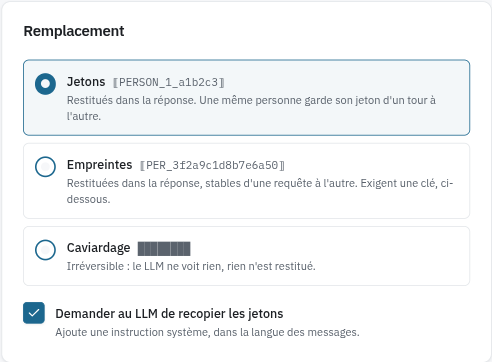 Remplacement
Jetons ⟦PERSON_1_a1b2c3⟧
Restitués dans la réponse. Une même personne garde son jeton d'un tour à
l'autre.
Empreintes ⟦PER_3f2a9c1d8b7e6a50⟧
Restituées dans la réponse, stables d'une requête à l'autre. Exigent une clé, ci-
dessous.
Caviardage ████████
Irréversible : le LLM ne voit rien, rien n'est restitué.
Demander au LLM de recopier les jetons
Ajoute une instruction système, dans la langue des messages.